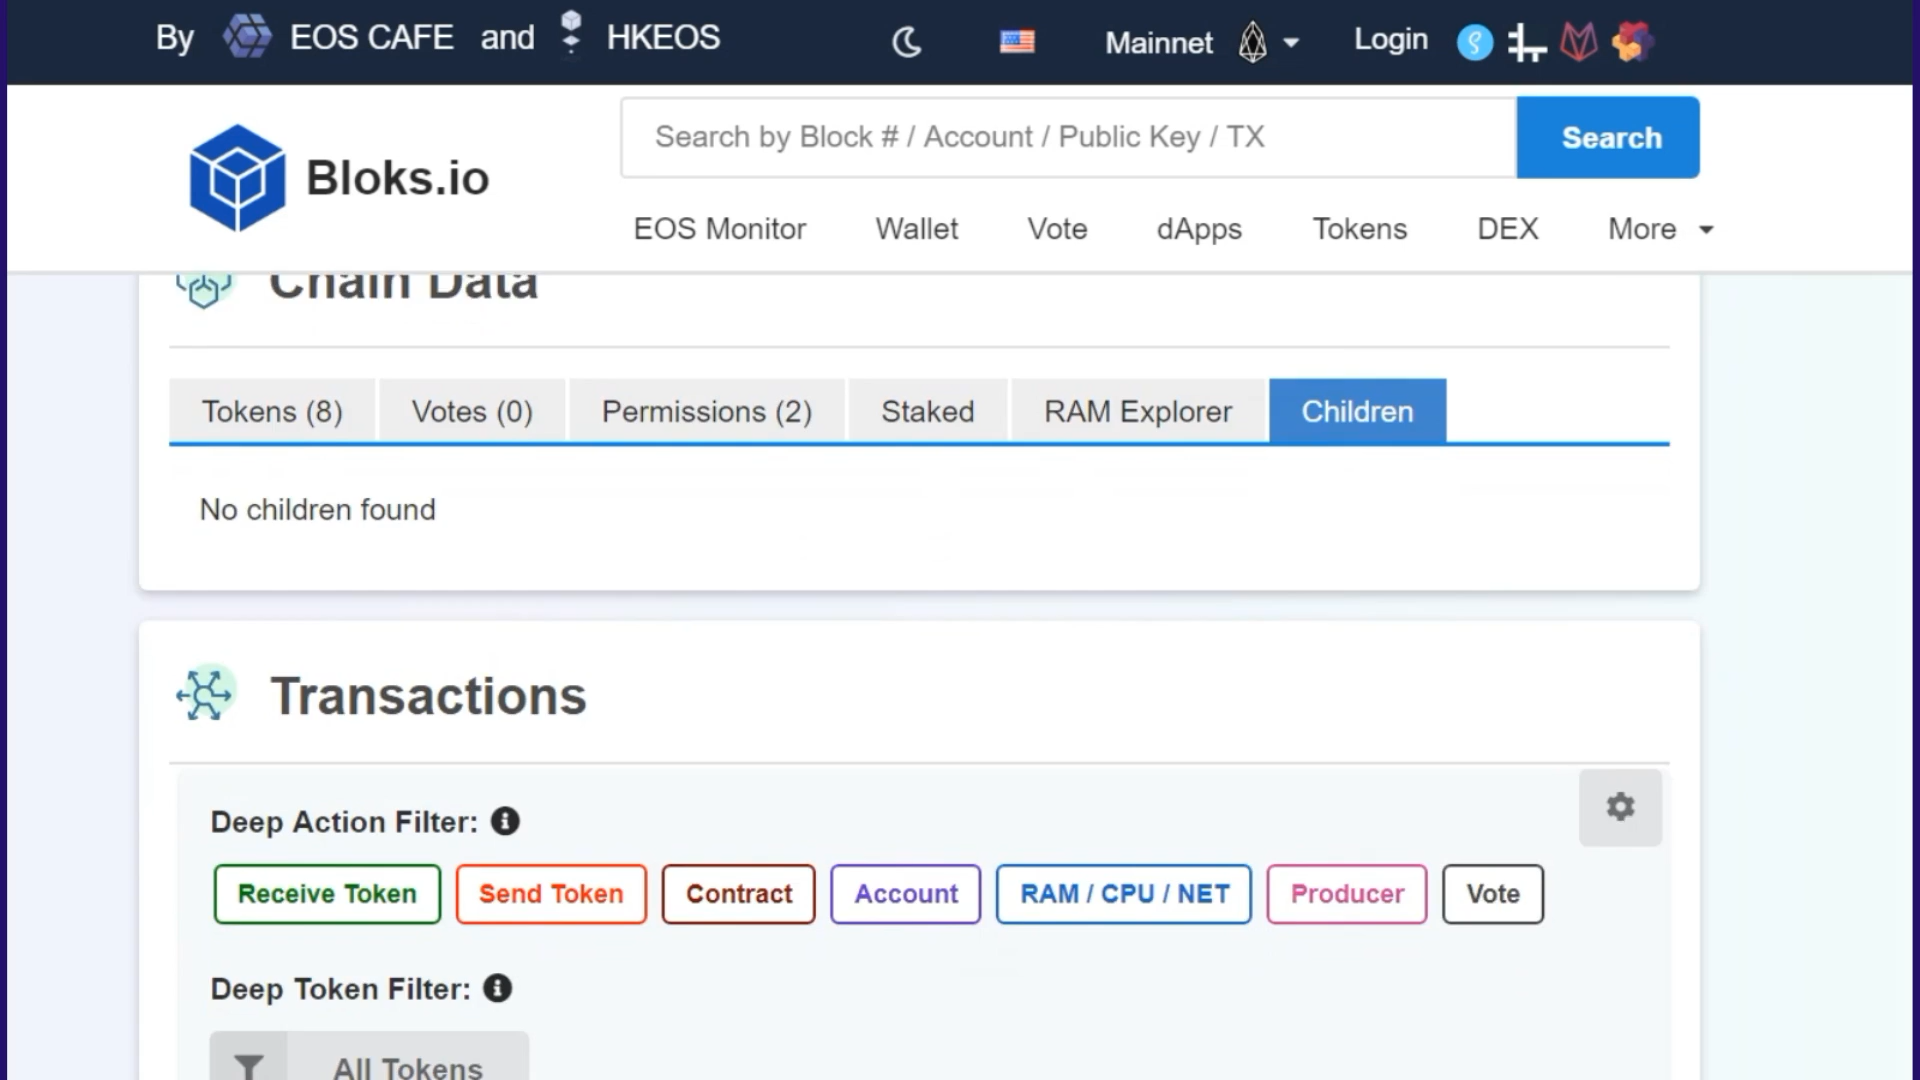 By EOS CAFE and HKEOS Mainnet Login
Search by Block # / Account / Public Key / TX Search
Bloks.io
EOS Monitor Wallet Vote dApps Tokens DEX More
Chain Data
Tokens (8) Votes (0) Permissions (2) Staked RAM Explorer Children
No children found
Transactions
Deep Action Filter:
Receive Token Send Token Contract Account RAM / CPU / NET Producer Vote
Deep Token Filter:
All Tokens